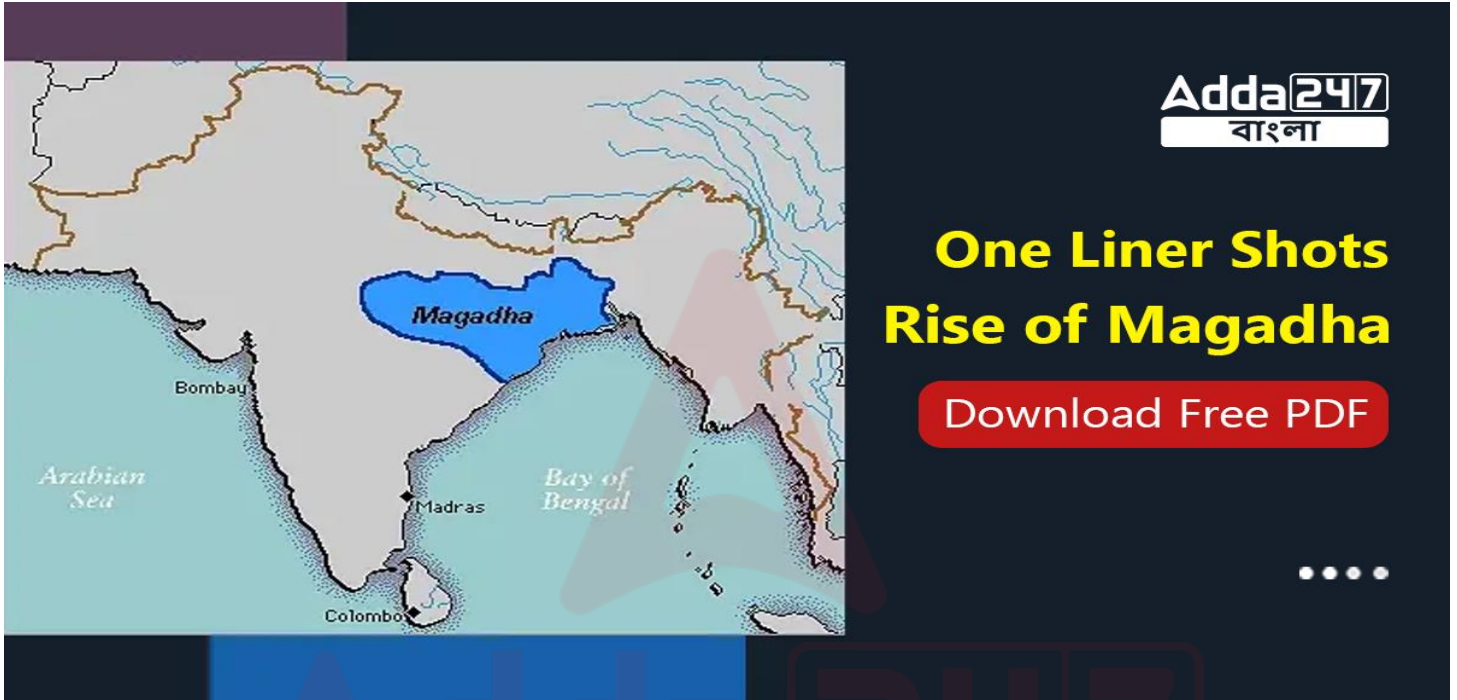 Adda247
বাংলা
One Liner Shots
Rise of Magadha
Download Free PDF
Magadha
Bombay
Arabian
Sea
Bay of
Bengal
Madras
Colombo
Adda247